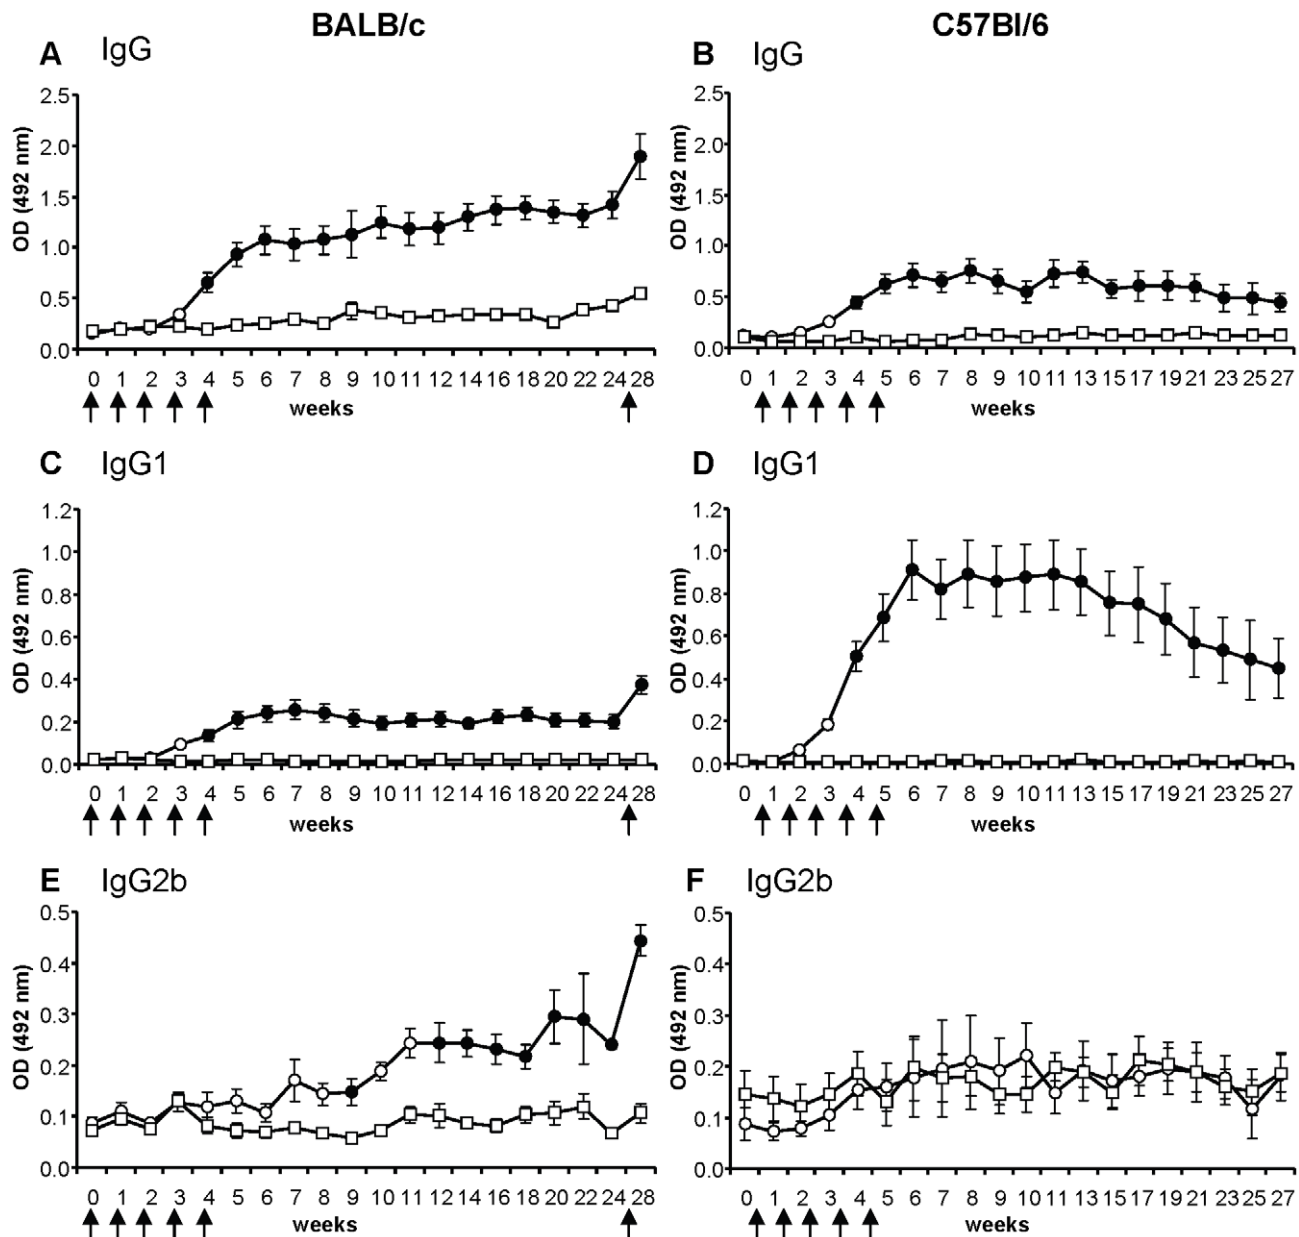 BALB/c
C57Bl/6
A IgG
B IgG
2.5
2.0
1.5
1.0
0.5
0.0
OD (492 nm)
0 1 2 3 4 5 6 7 8 9 10 11 12 14 16 18 20 22 24 28
weeks
2.5
2.0
1.5
1.0
0.5
0.0
OD (492 nm)
0 1 2 3 4 5 6 7 8 9 10 11 13 15 17 19 21 23 25 27
weeks
C IgG1
D IgG1
1.2
1.0
0.8
0.6
0.4
0.2
0.0
OD (492 nm)
0 1 2 3 4 5 6 7 8 9 10 11 12 14 16 18 20 22 24 28
weeks
1.2
1.0
0.8
0.6
0.4
0.2
0.0
OD (492 nm)
0 1 2 3 4 5 6 7 8 9 10 11 13 15 17 19 21 23 25 27
weeks
E IgG2b
F IgG2b
0.5
0.4
0.3
0.2
0.1
0.0
OD (492 nm)
0 1 2 3 4 5 6 7 8 9 10 11 12 14 16 18 20 22 24 28
weeks
0.5
0.4
0.3
0.2
0.1
0.0
OD (492 nm)
0 1 2 3 4 5 6 7 8 9 10 11 13 15 17 19 21 23 25 27
weeks